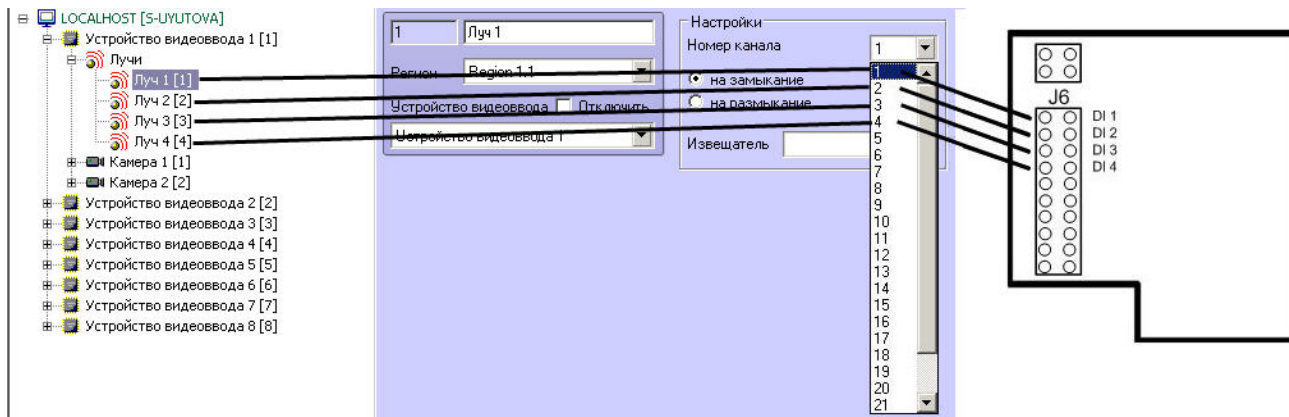 LOCALHOST [S-UYUTOVA]
Устройство видеоввода 1 [1]
Лучи
Луч 1 [1]
Луч 2 [2]
Луч 3 [3]
Луч 4 [4]
Камера 1 [1]
Камера 2 [2]
Устройство видеоввода 2 [2]
Устройство видеоввода 3 [3]
Устройство видеоввода 4 [4]
Устройство видеоввода 5 [5]
Устройство видеоввода 6 [6]
Устройство видеоввода 7 [7]
Устройство видеоввода 8 [8]
1 Луч 1
Регион Region 1.1
Устройство видеоввода Отключить
Устройство видеоввода 1
Настройки
Номер канала 1
на замыкание
на размыкание
Извещатель
1
2
3
4
5
6
7
8
9
10
11
12
13
14
15
16
17
18
19
20
21
J6
DI 1
DI 2
DI 3
DI 4